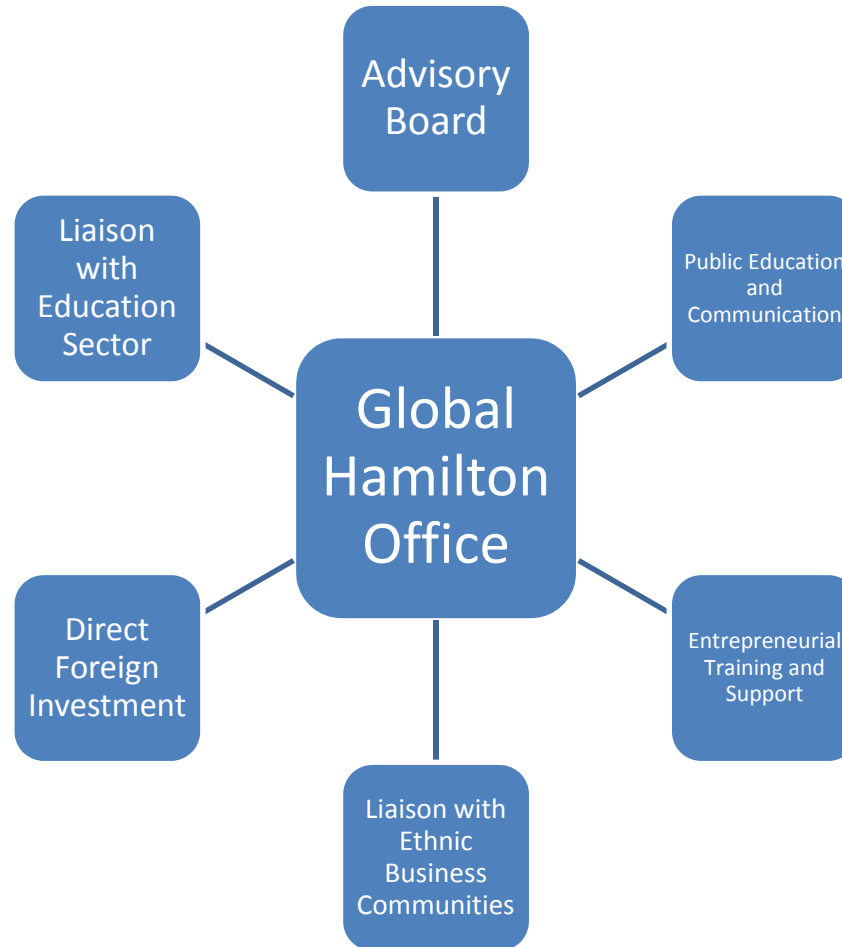 Advisory
Board
Liaison
with
Education
Sector
Public Education
and
Communication
Global
Hamilton
Office
Direct
Foreign
Investment
Entrepreneurial
Training and
Support
Liaison with
Ethnic
Business
Communities